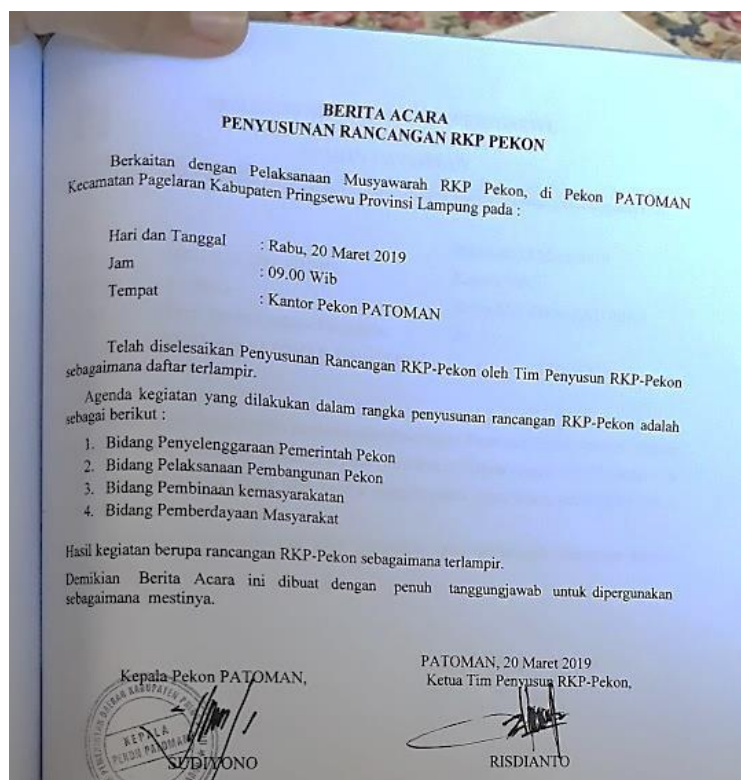 BERITA ACARA
PENYUSUNAN RANCANGAN RKP PEKON
Berkaitan dengan Pelaksanaan Musyawarah RKP Pekon, di Pekon PATOMAN
Kecamatan Pagelaran Kabupaten Pringsewu Provinsi Lampung pada :
Hari dan Tanggal : Rabu, 20 Maret 2019
Jam : 09.00 Wib
Tempat : Kantor Pekon PATOMAN
Telah diselesaikan Penyusunan Rancangan RKP-Pekon oleh Tim Penyusun RKP-Pekon
sebagaimana daftar terlampir.
Agenda kegiatan yang dilakukan dalam rangka penyusunan rancangan RKP-Pekon adalah
sebagai berikut :
1. Bidang Penyelenggaraan Pemerintah Pekon
2. Bidang Pelaksanaan Pembangunan Pekon
3. Bidang Pembinaan kemasyarakatan
4. Bidang Pemberdayaan Masyarakat
Hasil kegiatan berupa rancangan RKP-Pekon sebagaimana terlampir.
Demikian Berita Acara ini dibuat dengan penuh tanggungjawab untuk dipergunakan
sebagaimana mestinya.
PATOMAN, 20 Maret 2019
Kepala Pekon PATOMAN, Ketua Tim Penyusun RKP-Pekon,
KEPALA
PEKON PATOMAN
SUDIYONO RISDIANTO